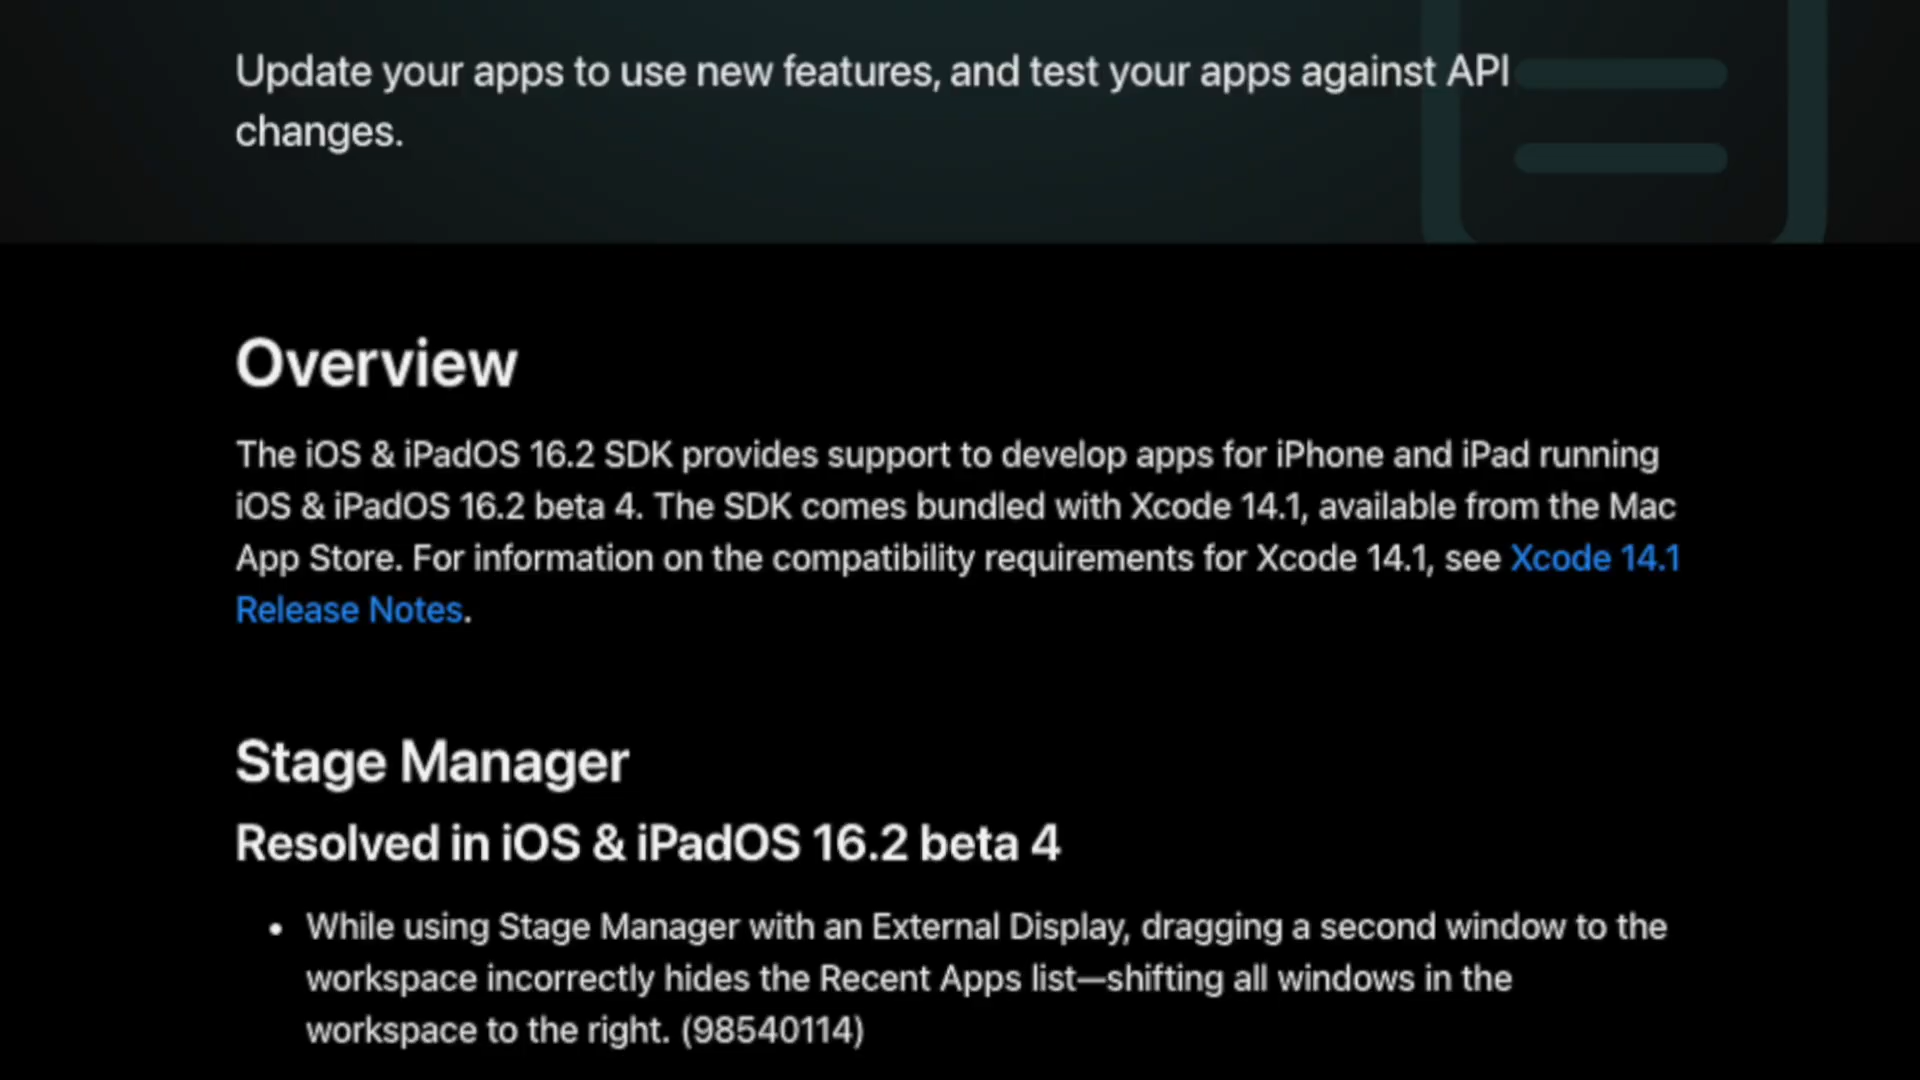 Update your apps to use new features, and test your apps against API
changes.
Overview
The iOS & iPadOS 16.2 SDK provides support to develop apps for iPhone and iPad running
iOS & iPadOS 16.2 beta 4. The SDK comes bundled with Xcode 14.1, available from the Mac
App Store. For information on the compatibility requirements for Xcode 14.1, see Xcode 14.1
Release Notes.
Stage Manager
Resolved in iOS & iPadOS 16.2 beta 4
• While using Stage Manager with an External Display, dragging a second window to the
workspace incorrectly hides the Recent Apps list—shifting all windows in the
workspace to the right. (98540114)